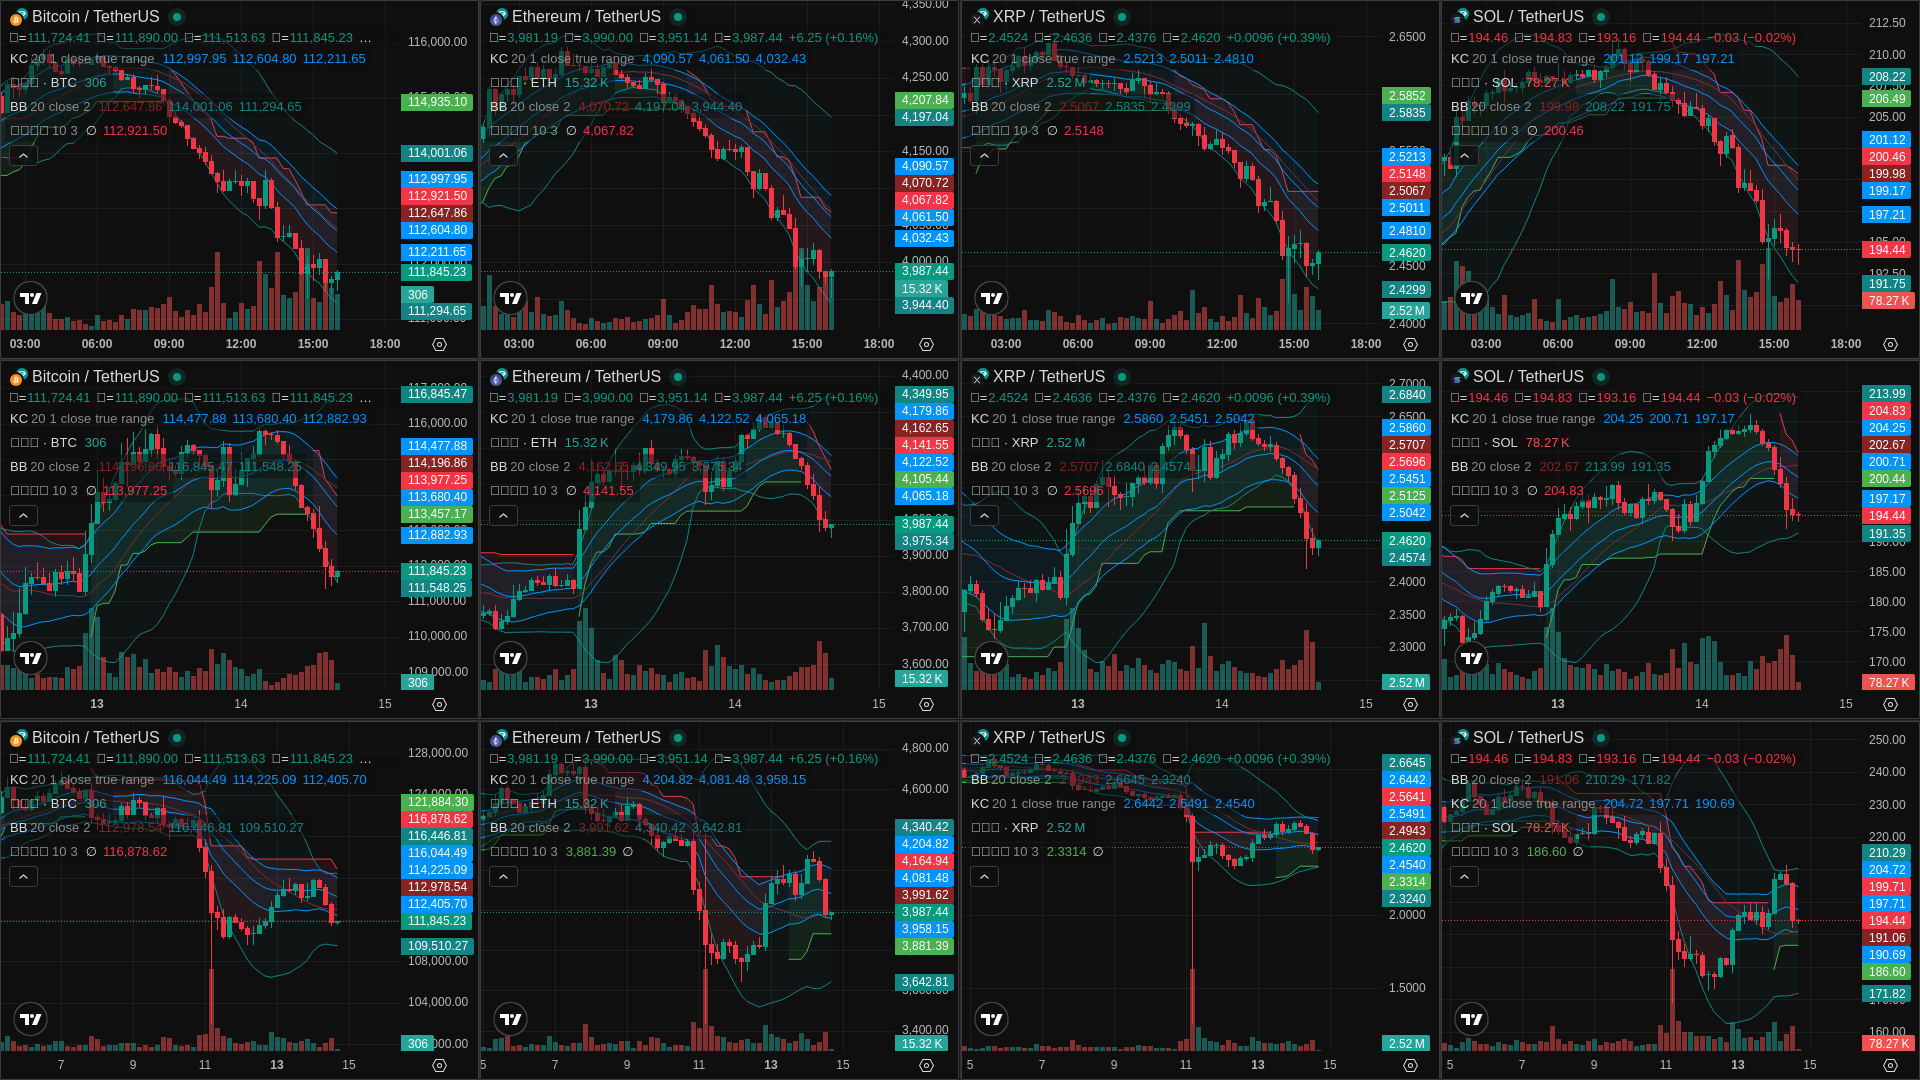 Bitcoin / TetherUS
=111,724.41 =111,890.00 =111,513.63 =111,845.23 ...
KC 20 1 close true range 112,997.95 112,604.80 112,211.65
· BTC 306
BB 20 close 2 112,647.86 114,001.06 111,294.65
10 3 ∅ 112,921.50
116,000.00
114,935.10
114,001.06
112,997.95
112,921.50
112,647.86
112,604.80
112,211.65
111,845.23
306
111,294.65
03:00 06:00 09:00 12:00 15:00 18:00
Ethereum / TetherUS
=3,981.19 =3,990.00 =3,951.14 =3,987.44 +6.25 (+0.16%)
KC 20 1 close true range 4,090.57 4,061.50 4,032.43
· ETH 15.32 K
BB 20 close 2 4,070.72 4,197.04 3,944.40
10 3 ∅ 4,067.82
4,350.00
4,300.00
4,250.00
4,207.84
4,197.04
4,150.00
4,090.57
4,070.72
4,067.82
4,061.50
4,032.43
4,000.00
3,987.44
15.32 K
3,944.40
03:00 06:00 09:00 12:00 15:00 18:00
XRP / TetherUS
=2.4524 =2.4636 =2.4376 =2.4620 +0.0096 (+0.39%)
KC 20 1 close true range 2.5213 2.5011 2.4810
· XRP 2.52 M
BB 20 close 2 2.5067 2.5835 2.4299
10 3 ∅ 2.5148
2.6500
2.5852
2.5835
2.5213
2.5148
2.5067
2.5011
2.4810
2.4620
2.4500
2.4299
2.52 M
2.4000
03:00 06:00 09:00 12:00 15:00 18:00
SOL / TetherUS
=194.46 =194.83 =193.16 =194.44 −0.03 (−0.02%)
KC 20 1 close true range 201.12 199.17 197.21
· SOL 78.27 K
BB 20 close 2 199.98 208.22 191.75
10 3 ∅ 200.46
212.50
210.00
208.22
206.49
205.00
201.12
200.46
199.98
199.17
197.21
194.44
192.50
191.75
78.27 K
03:00 06:00 09:00 12:00 15:00 18:00
Bitcoin / TetherUS
=111,724.41 =111,890.00 =111,513.63 =111,845.23 ...
KC 20 1 close true range 114,477.88 113,680.40 112,882.93
· BTC 306
BB 20 close 2 114,196.86 116,845.47 111,548.25
10 3 ∅ 113,977.25
116,845.47
116,000.00
114,477.88
114,196.86
113,977.25
113,680.40
113,457.17
112,882.93
111,845.23
111,548.25
111,000.00
110,000.00
109,000.00
306
13 14 15
Ethereum / TetherUS
=3,981.19 =3,990.00 =3,951.14 =3,987.44 +6.25 (+0.16%)
KC 20 1 close true range 4,179.86 4,122.52 4,065.18
· ETH 15.32 K
BB 20 close 2 4,162.65 4,349.95 3,975.34
10 3 ∅ 4,141.55
4,400.00
4,349.95
4,179.86
4,162.65
4,141.55
4,122.52
4,105.44
4,065.18
3,987.44
3,975.34
3,900.00
3,800.00
3,700.00
3,600.00
15.32 K
13 14 15
XRP / TetherUS
=2.4524 =2.4636 =2.4376 =2.4620 +0.0096 (+0.39%)
KC 20 1 close true range 2.5860 2.5451 2.5042
· XRP 2.52 M
BB 20 close 2 2.5707 2.6840 2.4574
10 3 ∅ 2.5696
2.7000
2.6840
2.6500
2.5860
2.5707
2.5696
2.5451
2.5125
2.5042
2.4620
2.4574
2.4000
2.3500
2.3000
2.52 M
13 14 15
SOL / TetherUS
=194.46 =194.83 =193.16 =194.44 −0.03 (−0.02%)
KC 20 1 close true range 204.25 200.71 197.17
· SOL 78.27 K
BB 20 close 2 202.67 213.99 191.35
10 3 ∅ 204.83
213.99
204.83
204.25
202.67
200.71
200.44
197.17
194.44
191.35
190.00
185.00
180.00
175.00
170.00
78.27 K
13 14 15
Bitcoin / TetherUS
=111,724.41 =111,890.00 =111,513.63 =111,845.23 ...
KC 20 1 close true range 116,044.49 114,225.09 112,405.70
· BTC 306
BB 20 close 2 112,978.54 116,446.81 109,510.27
10 3 ∅ 116,878.62
128,000.00
124,000.00
121,884.30
116,878.62
116,446.81
116,044.49
114,225.09
112,978.54
112,405.70
111,845.23
109,510.27
108,000.00
104,000.00
306
7 9 11 13 15
Ethereum / TetherUS
=3,981.19 =3,990.00 =3,951.14 =3,987.44 +6.25 (+0.16%)
KC 20 1 close true range 4,204.82 4,081.48 3,958.15
· ETH 15.32 K
BB 20 close 2 3,991.62 4,340.42 3,642.81
10 3 3,881.39 ∅
4,800.00
4,600.00
4,340.42
4,204.82
4,164.94
4,081.48
3,991.62
3,987.44
3,958.15
3,881.39
3,642.81
3,400.00
15.32 K
5 7 9 11 13 15
XRP / TetherUS
=2.4524 =2.4636 =2.4376 =2.4620 +0.0096 (+0.39%)
BB 20 close 2 2.4943 2.6645 2.3240
KC 20 1 close true range 2.6442 2.5491 2.4540
· XRP 2.52 M
10 3 2.3314 ∅
2.6645
2.6442
2.5641
2.5491
2.4943
2.4620
2.4540
2.3314
2.3240
2.0000
1.5000
2.52 M
5 7 9 11 13 15
SOL / TetherUS
=194.46 =194.83 =193.16 =194.44 −0.03 (−0.02%)
BB 20 close 2 191.06 210.29 171.82
KC 20 1 close true range 204.72 197.71 190.69
· SOL 78.27 K
10 3 186.60 ∅
250.00
240.00
230.00
220.00
210.29
204.72
199.71
197.71
194.44
191.06
190.69
186.60
171.82
160.00
78.27 K
5 7 9 11 13 15